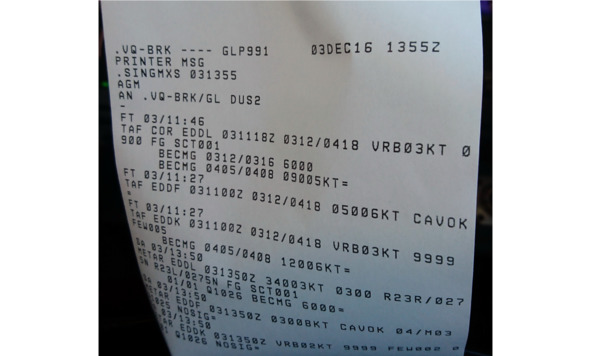 .VQ-BRK ---- GLP991 03DEC16 1355Z
PRINTER MSG
.SINGMXS 031355
AGM
AN .VQ-BRK/GL DUS2
-
FT 03/11:46
TAF COR EDDL 031118Z 0312/0418 VRB03KT 0
900 FG SCT001
BECMG 0312/0316 6000
BECMG 0405/0408 09005KT=
FT 03/11:27
TAF EDDF 031100Z 0312/0418 05006KT CAVOK
=
FT 03/11:27
TAF EDDK 031100Z 0312/0418 VRB03KT 9999
FEW005
BECMG 0405/0408 12006KT=
SA 03/13:50
METAR EDDL 031350Z 34003KT 0300 R23R/027
5N R23L/0275N FG SCT001
01/01 Q1026 BECMG 6000=
03/13:50
METAR EDDF 031350Z 03008KT CAVOK 04/M03
NOSIG=
03/13:50
EDDK 031350Z VRB02KT 9999 FEW002 0
Q1026 NOSIG=